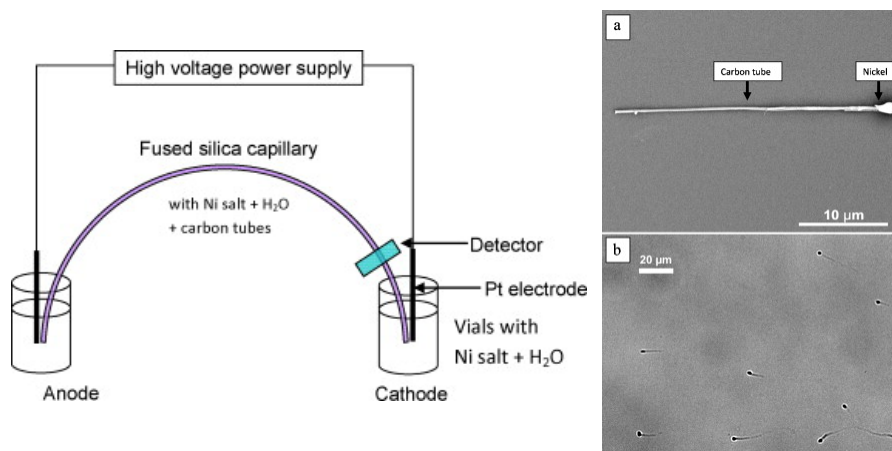 High voltage power supply
Fused silica capillary
with Ni salt + H₂O
+ carbon tubes
Detector
Pt electrode
Vials with
Ni salt + H₂O
Anode
Cathode
a
Carbon tube
Nickel
10 µm
b
20 µm